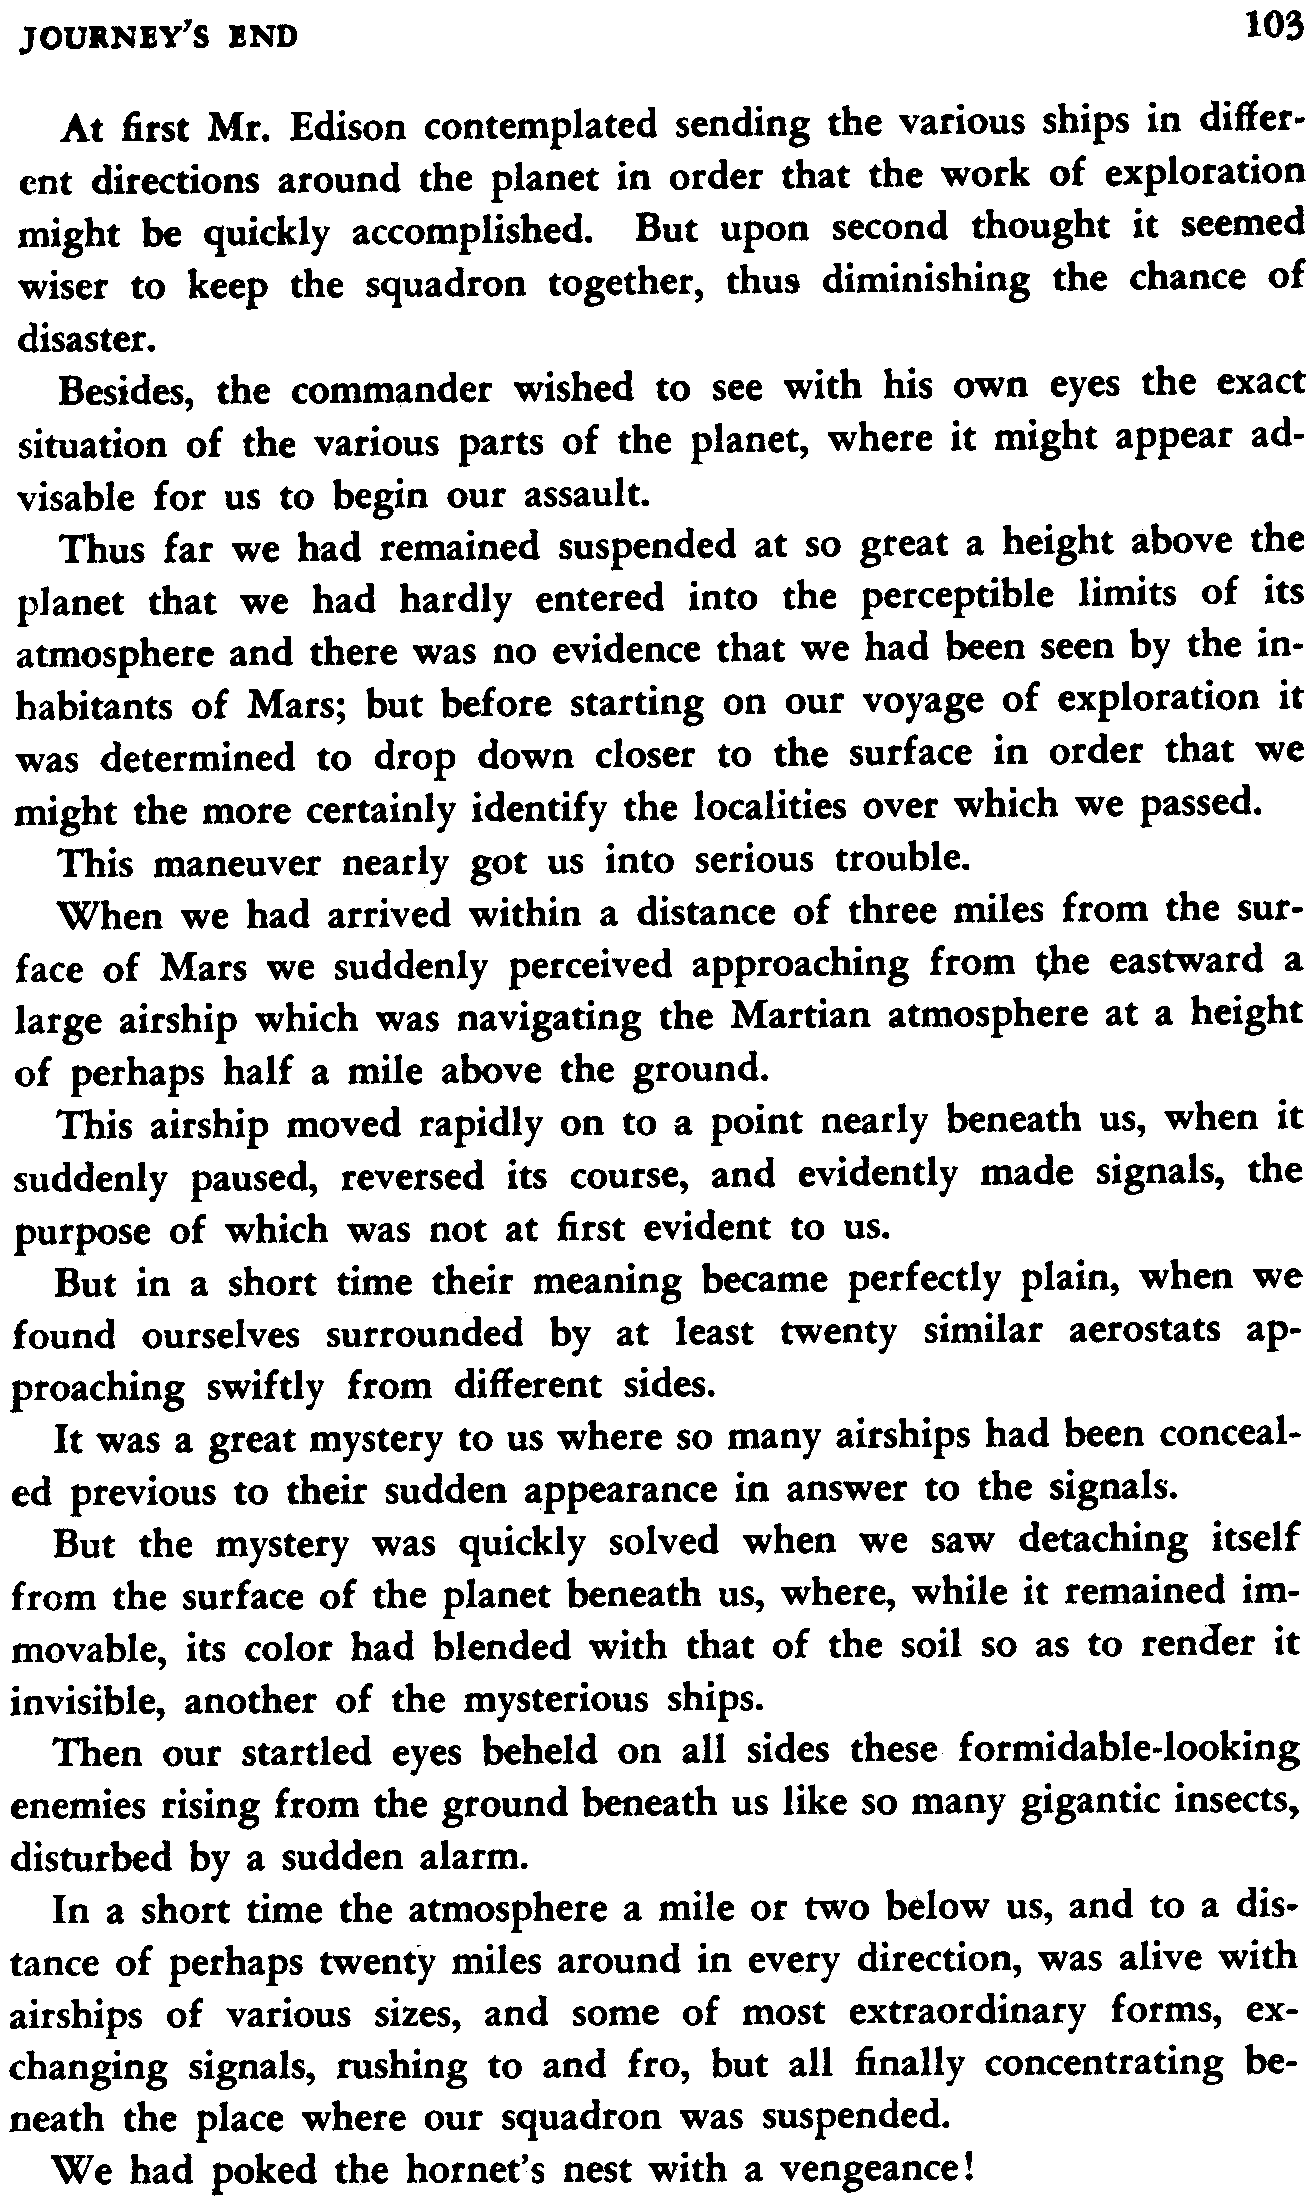 JOURNEY'S END 103
At first Mr. Edison contemplated sending the various ships in differ-
ent directions around the planet in order that the work of exploration
might be quickly accomplished. But upon second thought it seemed
wiser to keep the squadron together, thus diminishing the chance of
disaster.
Besides, the commander wished to see with his own eyes the exact
situation of the various parts of the planet, where it might appear ad-
visable for us to begin our assault.
Thus far we had remained suspended at so great a height above the
planet that we had hardly entered into the perceptible limits of its
atmosphere and there was no evidence that we had been seen by the in-
habitants of Mars; but before starting on our voyage of exploration it
was determined to drop down closer to the surface in order that we
might the more certainly identify the localities over which we passed.
This maneuver nearly got us into serious trouble.
When we had arrived within a distance of three miles from the sur-
face of Mars we suddenly perceived approaching from the eastward a
large airship which was navigating the Martian atmosphere at a height
of perhaps half a mile above the ground.
This airship moved rapidly on to a point nearly beneath us, when it
suddenly paused, reversed its course, and evidently made signals, the
purpose of which was not at first evident to us.
But in a short time their meaning became perfectly plain, when we
found ourselves surrounded by at least twenty similar aerostats ap-
proaching swiftly from different sides.
It was a great mystery to us where so many airships had been conceal-
ed previous to their sudden appearance in answer to the signals.
But the mystery was quickly solved when we saw detaching itself
from the surface of the planet beneath us, where, while it remained im-
movable, its color had blended with that of the soil so as to render it
invisible, another of the mysterious ships.
Then our startled eyes beheld on all sides these formidable-looking
enemies rising from the ground beneath us like so many gigantic insects,
disturbed by a sudden alarm.
In a short time the atmosphere a mile or two below us, and to a dis-
tance of perhaps twenty miles around in every direction, was alive with
airships of various sizes, and some of most extraordinary forms, ex-
changing signals, rushing to and fro, but all finally concentrating be-
neath the place where our squadron was suspended.
We had poked the hornet's nest with a vengeance!